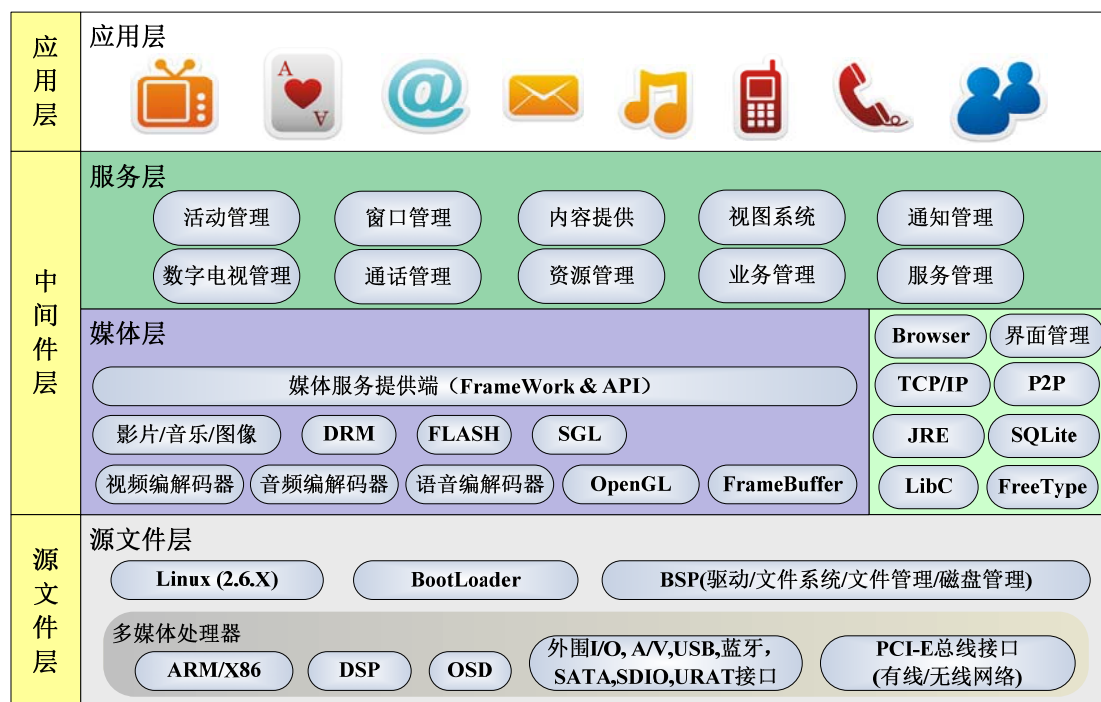 应用层
应用层
A
A
@
中间件层
服务层
活动管理
窗口管理
内容提供
视图系统
通知管理
数字电视管理
通话管理
资源管理
业务管理
服务管理
媒体层
媒体服务提供端（FrameWork & API）
影片/音乐/图像
DRM
FLASH
SGL
视频编解码器
音频编解码器
语音编解码器
OpenGL
FrameBuffer
Browser
界面管理
TCP/IP
P2P
JRE
SQLite
LibC
FreeType
源文件层
源文件层
Linux (2.6.X)
BootLoader
BSP(驱动/文件系统/文件管理/磁盘管理)
多媒体处理器
ARM/X86
DSP
OSD
外围I/O, A/V,USB,蓝牙，
SATA,SDIO,URAT接口
PCI-E总线接口
(有线/无线网络)